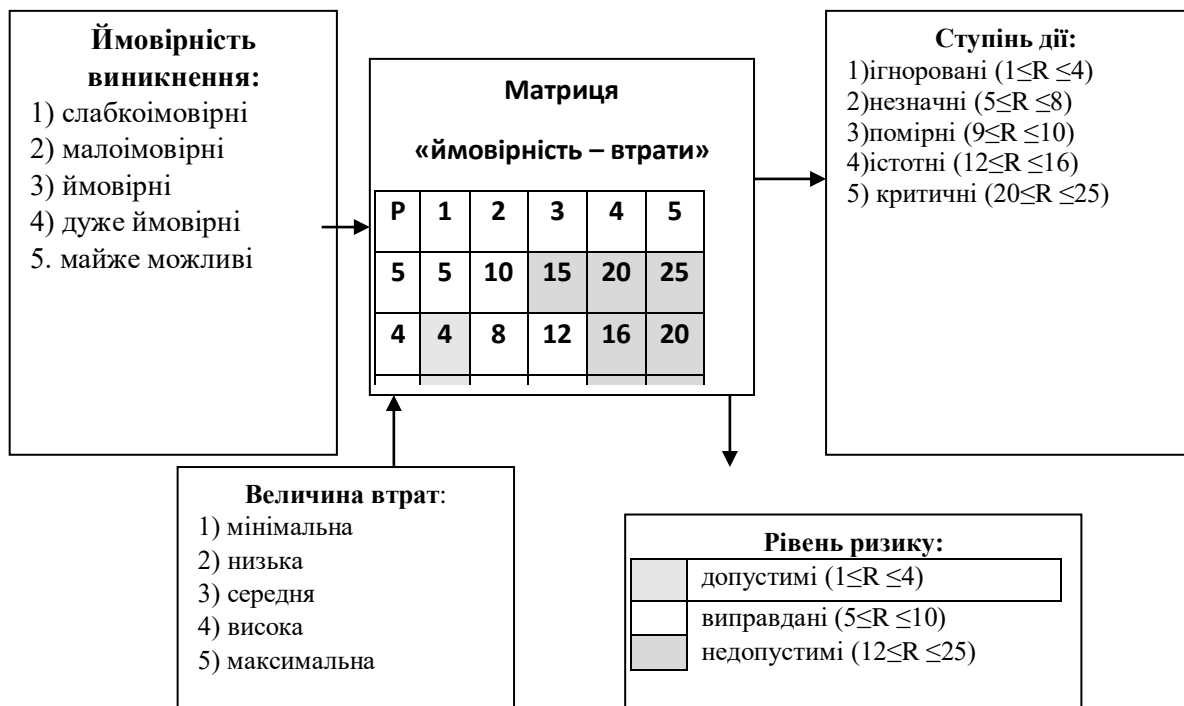 Ймовірність
виникнення:
1) слабкоімовірні
2) малоімовірні
3) ймовірні
4) дуже ймовірні
5. майже можливі
Матриця
«ймовірність – втрати»
P 1 2 3 4 5
5 5 10 15 20 25
4 4 8 12 16 20
Ступінь дії:
1)ігноровані (1≤R ≤4)
2)незначні (5≤R ≤8)
3)помірні (9≤R ≤10)
4)істотні (12≤R ≤16)
5) критичні (20≤R ≤25)
Величина втрат:
1) мінімальна
2) низька
3) середня
4) висока
5) максимальна
Рівень ризику:
допустимі (1≤R ≤4)
виправдані (5≤R ≤10)
недопустимі (12≤R ≤25)